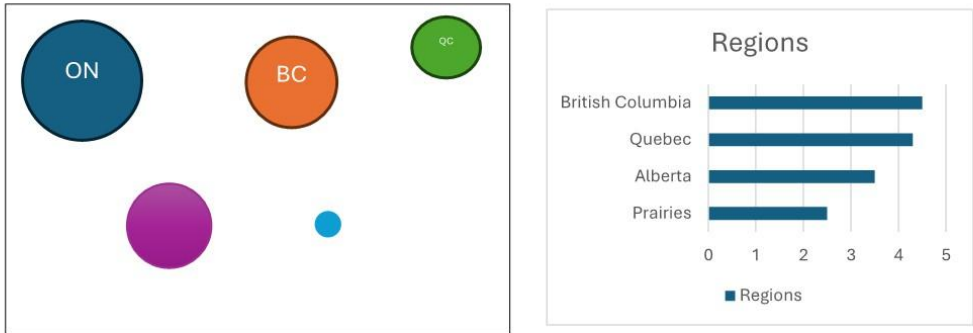 ON
BC
QC
Regions
British Columbia
Quebec
Alberta
Prairies
0 1 2 3 4 5
Regions